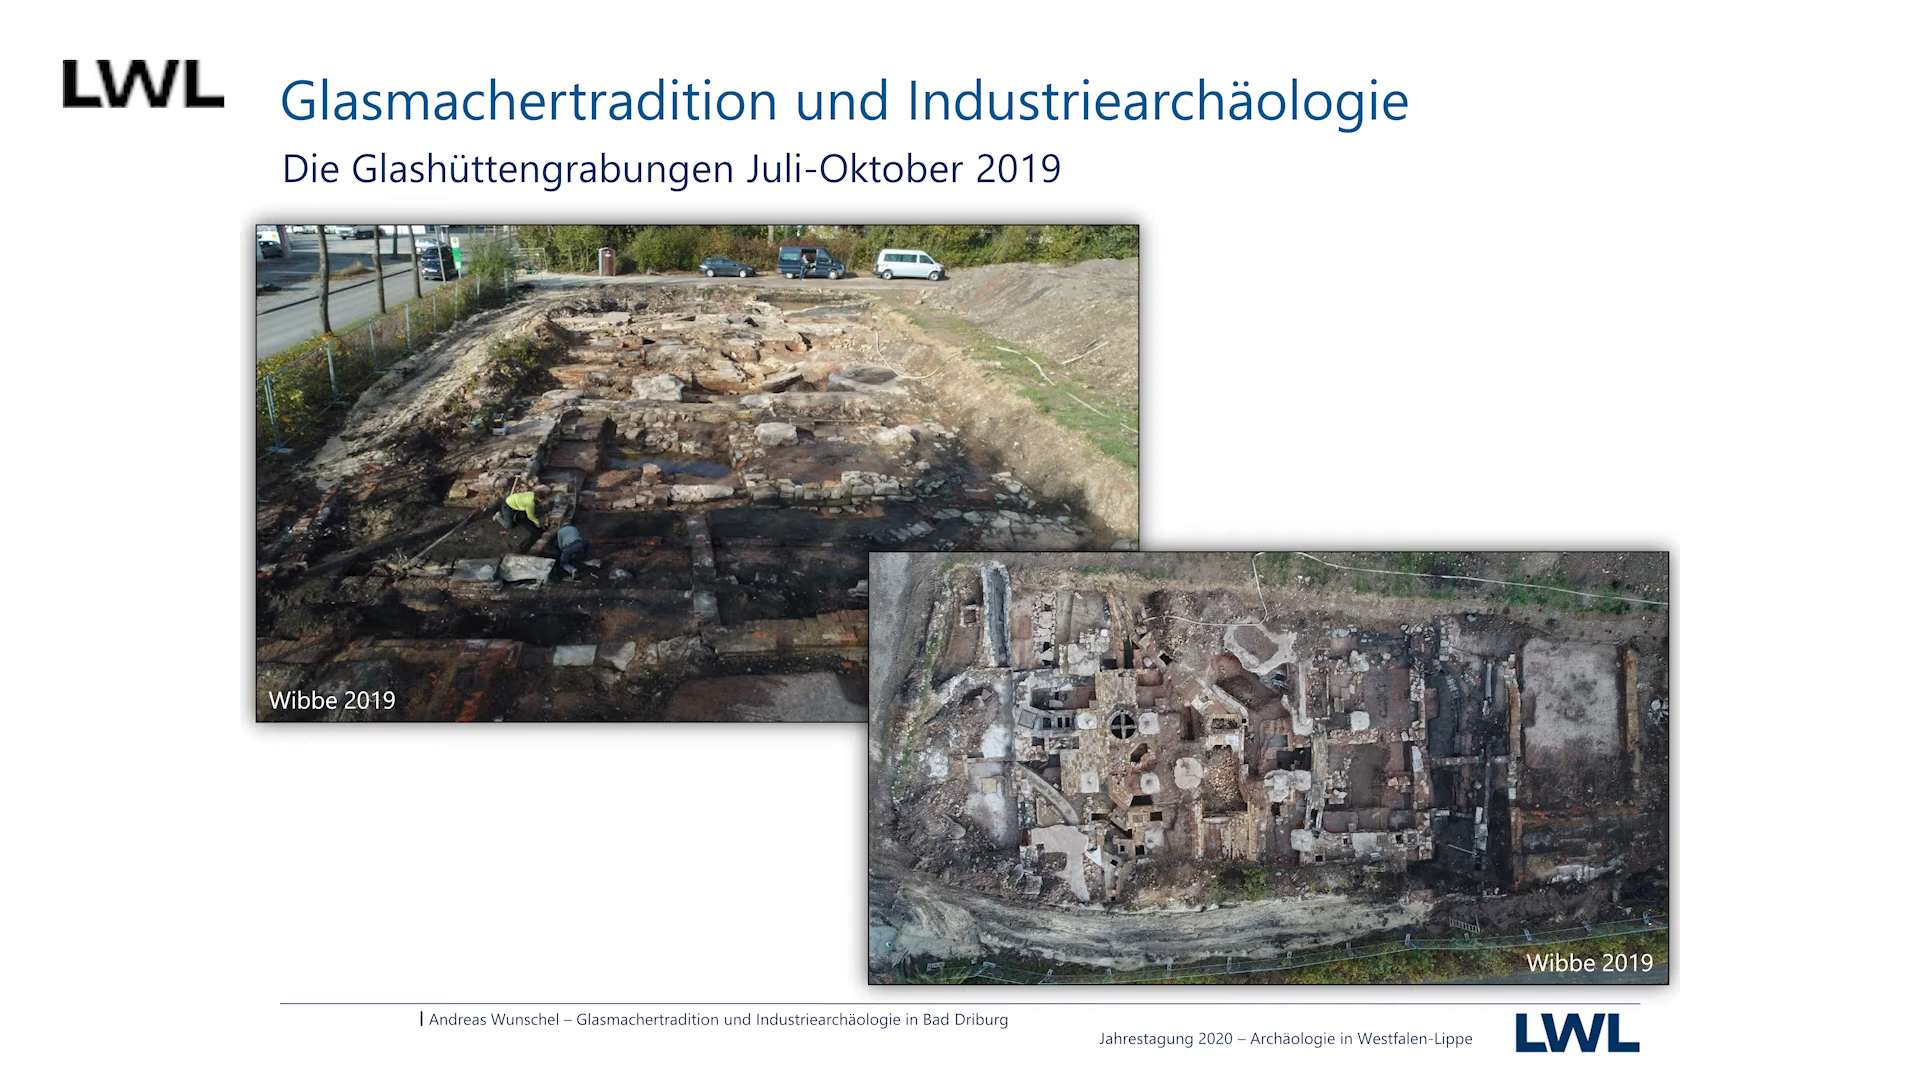 LWL
Glasmachertradition und Industriearchäologie
Die Glashüttengrabungen Juli-Oktober 2019
Wibbe 2019
Wibbe 2019
| Andreas Wunschel – Glasmachertradition und Industriearchäologie in Bad Driburg
Jahrestagung 2020 – Archäologie in Westfalen-Lippe
LWL